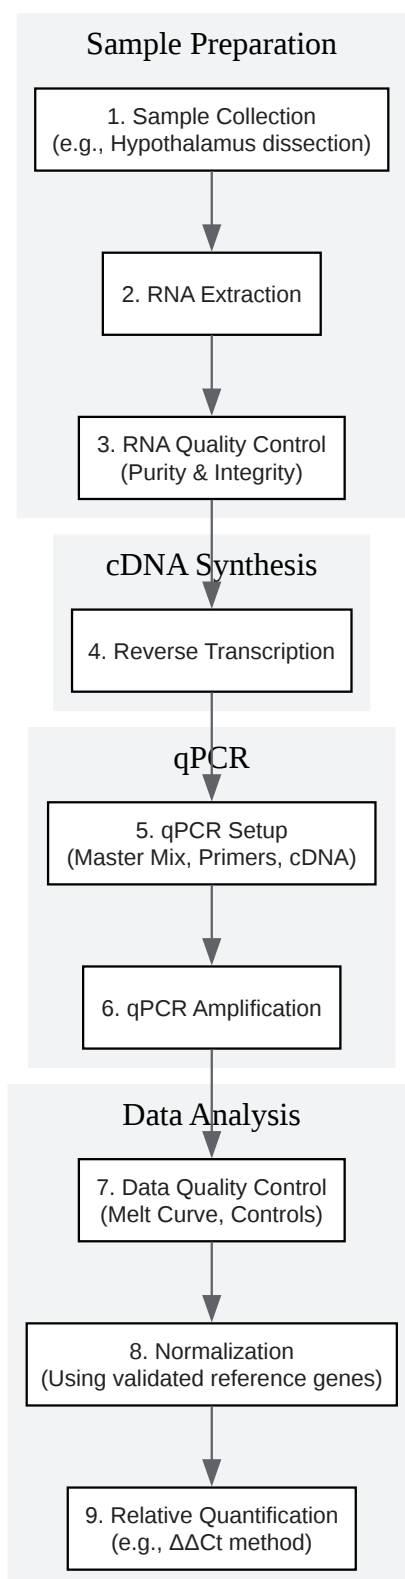 Sample Preparation
1. Sample Collection
(e.g., Hypothalamus dissection)
2. RNA Extraction
3. RNA Quality Control
(Purity & Integrity)
cDNA Synthesis
4. Reverse Transcription
qPCR
5. qPCR Setup
(Master Mix, Primers, cDNA)
6. qPCR Amplification
Data Analysis
7. Data Quality Control
(Melt Curve, Controls)
8. Normalization
(Using validated reference genes)
9. Relative Quantification
(e.g., ΔΔCt method)